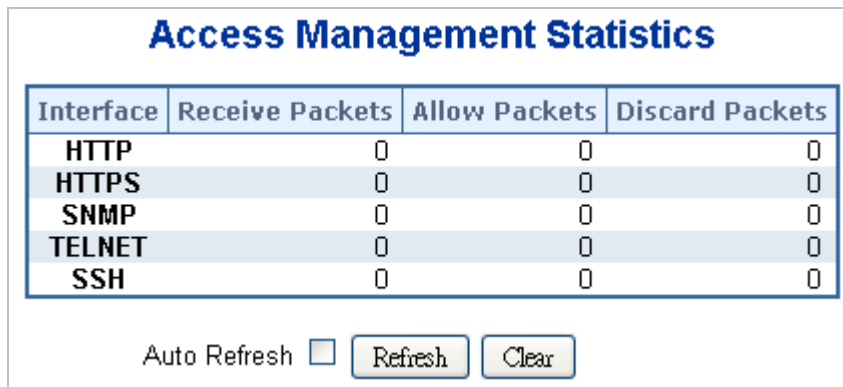 Access Management Statistics
Interface Receive Packets Allow Packets Discard Packets
HTTP 0 0 0
HTTPS 0 0 0
SNMP 0 0 0
TELNET 0 0 0
SSH 0 0 0
Auto Refresh Refresh Clear